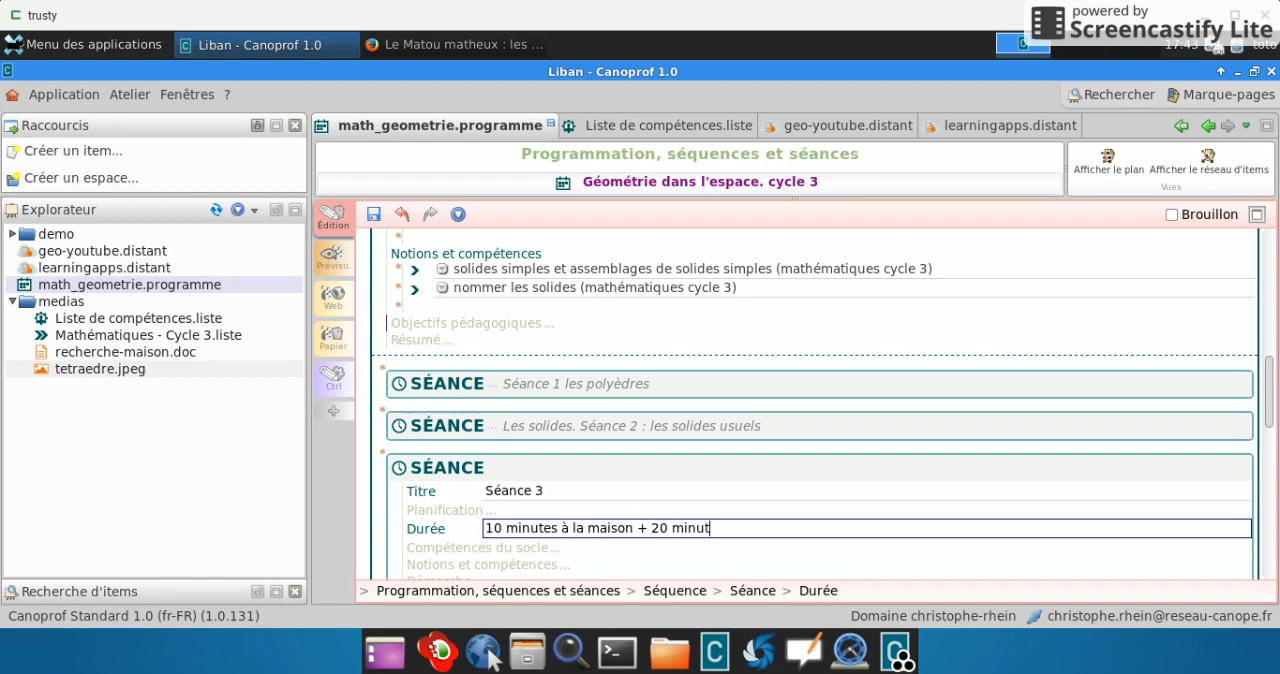 trusty
powered by
Screencastify Lite
Menu des applications
Liban - Canoprof 1.0
Le Matou matheux : les ...
17:43
toto
Liban - Canoprof 1.0
Application Atelier Fenêtres ?
Rechercher
Marque-pages
Raccourcis
Créer un item...
Créer un espace...
Explorateur
demo
geo-youtube.distant
learningapps.distant
math_geometrie.programme
medias
Liste de compétences.liste
Mathématiques - Cycle 3.liste
recherche-maison.doc
tetraedre.jpeg
Recherche d'items
math_geometrie.programme
Liste de compétences.liste
geo-youtube.distant
learningapps.distant
Programmation, séquences et séances
Géométrie dans l'espace. cycle 3
Afficher le plan
Afficher le réseau d'items
Vues
Édition
Prévisu.
Web
Papier
Ctrl
Brouillon
Notions et compétences
solides simples et assemblages de solides simples (mathématiques cycle 3)
nommer les solides (mathématiques cycle 3)
Objectifs pédagogiques...
Résumé...
SÉANCE ... Séance 1 les polyèdres
SÉANCE ... Les solides. Séance 2 : les solides usuels
SÉANCE
Titre Séance 3
Planification...
Durée 10 minutes à la maison + 20 minut
Compétences du socle...
Notions et compétences...
> Programmation, séquences et séances > Séquence > Séance > Durée
Canoprof Standard 1.0 (fr-FR) (1.0.131)
Domaine christophe-rhein
christophe.rhein@reseau-canope.fr